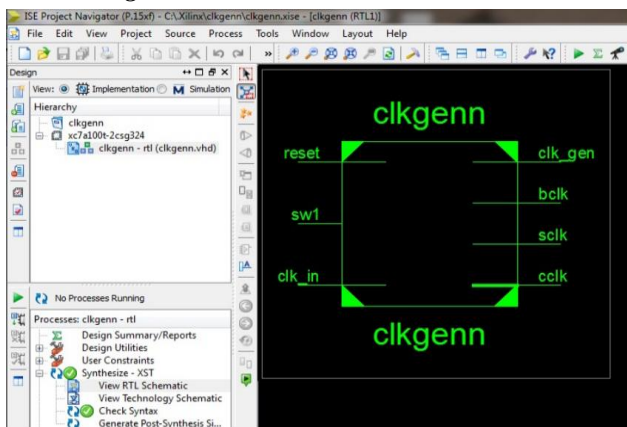 ISE Project Navigator (P.15xf) - C:\.Xilinx\clkgenn\clkgenn.xise - [clkgenn (RTL1)]
File Edit View Project Source Process Tools Window Layout Help
Design
View: Implementation Simulation
Hierarchy
clkgenn
xc7a100t-2csg324
clkgenn - rtl (clkgenn.vhd)
No Processes Running
Processes: clkgenn - rtl
Design Summary/Reports
Design Utilities
User Constraints
Synthesize - XST
View RTL Schematic
View Technology Schematic
Check Syntax
Generate Post-Synthesis Si...
clkgenn
reset
clk_gen
bclk
sw1
sclk
clk_in
cclk
clkgenn